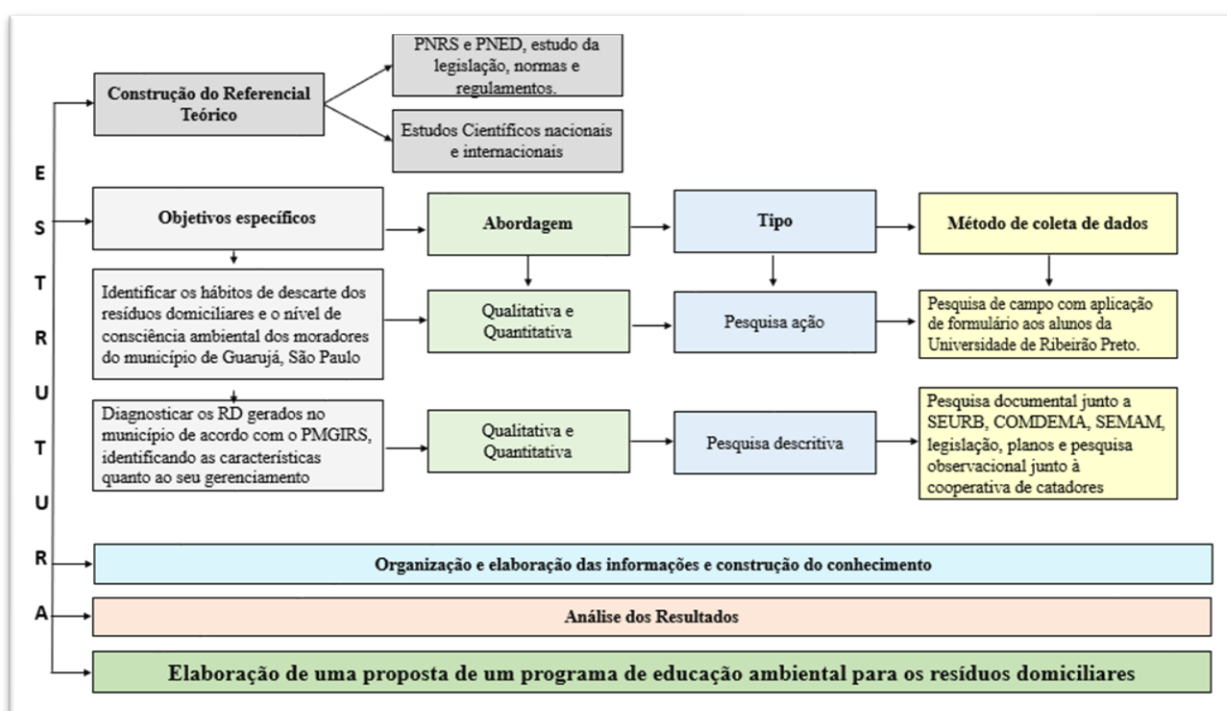 PNRS e PNED, estudo da
legislação, normas e
regulamentos.
Construção do Referencial
Teórico
Estudos Científicos nacionais
e internacionais
E
S
T
R
U
T
U
R
A
Objetivos específicos
Abordagem
Tipo
Método de coleta de dados
Identificar os hábitos de descarte dos
resíduos domiciliares e o nível de
consciência ambiental dos moradores
do município de Guarujá, São Paulo
Qualitativa e
Quantitativa
Pesquisa ação
Pesquisa de campo com aplicação
de formulário aos alunos da
Universidade de Ribeirão Preto.
Diagnosticar os RD gerados no
município de acordo com o PMGIRS,
identificando as características
quanto ao seu gerenciamento
Qualitativa e
Quantitativa
Pesquisa descritiva
Pesquisa documental junto a
SEURB, COMDEMA, SEMAM,
legislação, planos e pesquisa
observacional junto à
cooperativa de catadores
Organização e elaboração das informações e construção do conhecimento
Análise dos Resultados
Elaboração de uma proposta de um programa de educação ambiental para os resíduos domiciliares